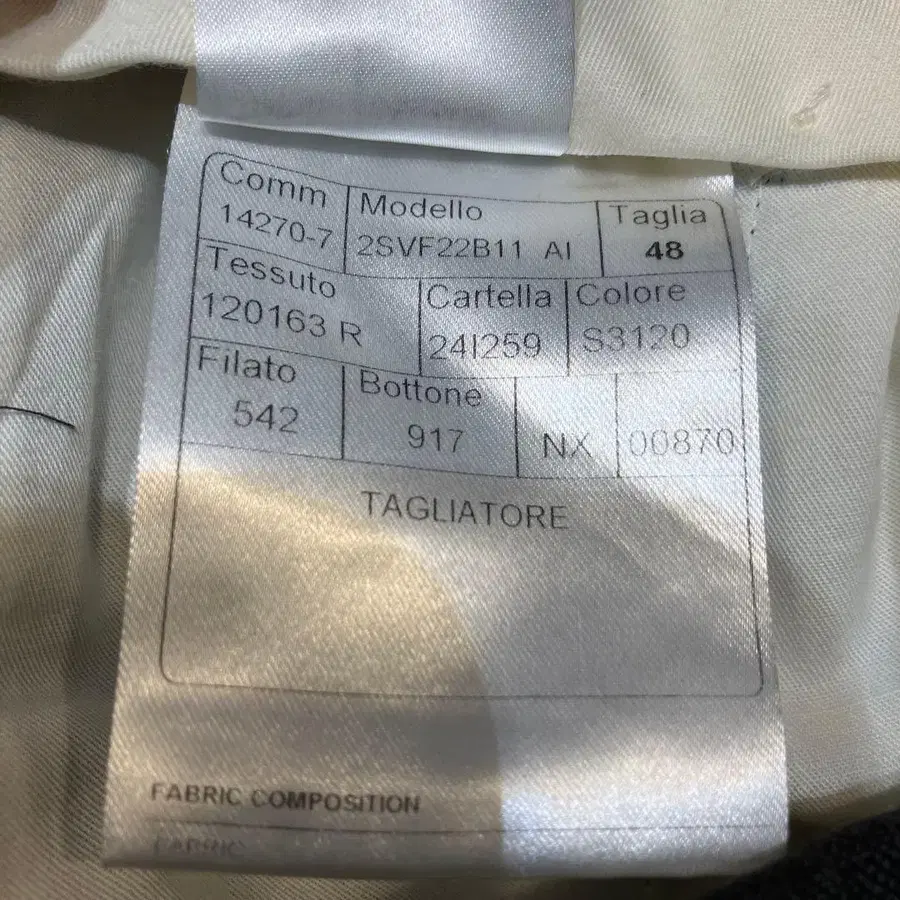 Comm Modello Taglia
14270-7 2SVF22B11 AI 48
Tessuto Cartella Colore
120163 R 24I259 S3120
Filato Bottone
542 917 NX 00870
TAGLIATORE
FABRIC COMPOSITION
FABRIC